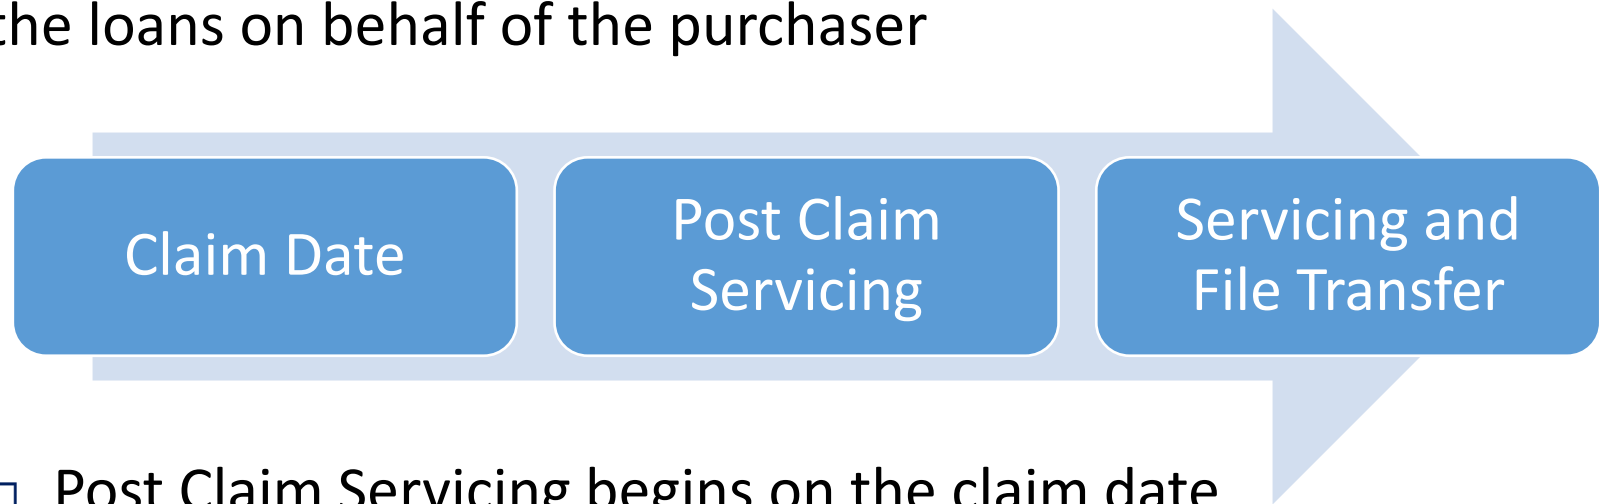 the loans on behalf of the purchaser
Claim Date
Post Claim
Servicing
Servicing and
File Transfer
Post Claim Servicing begins on the claim date